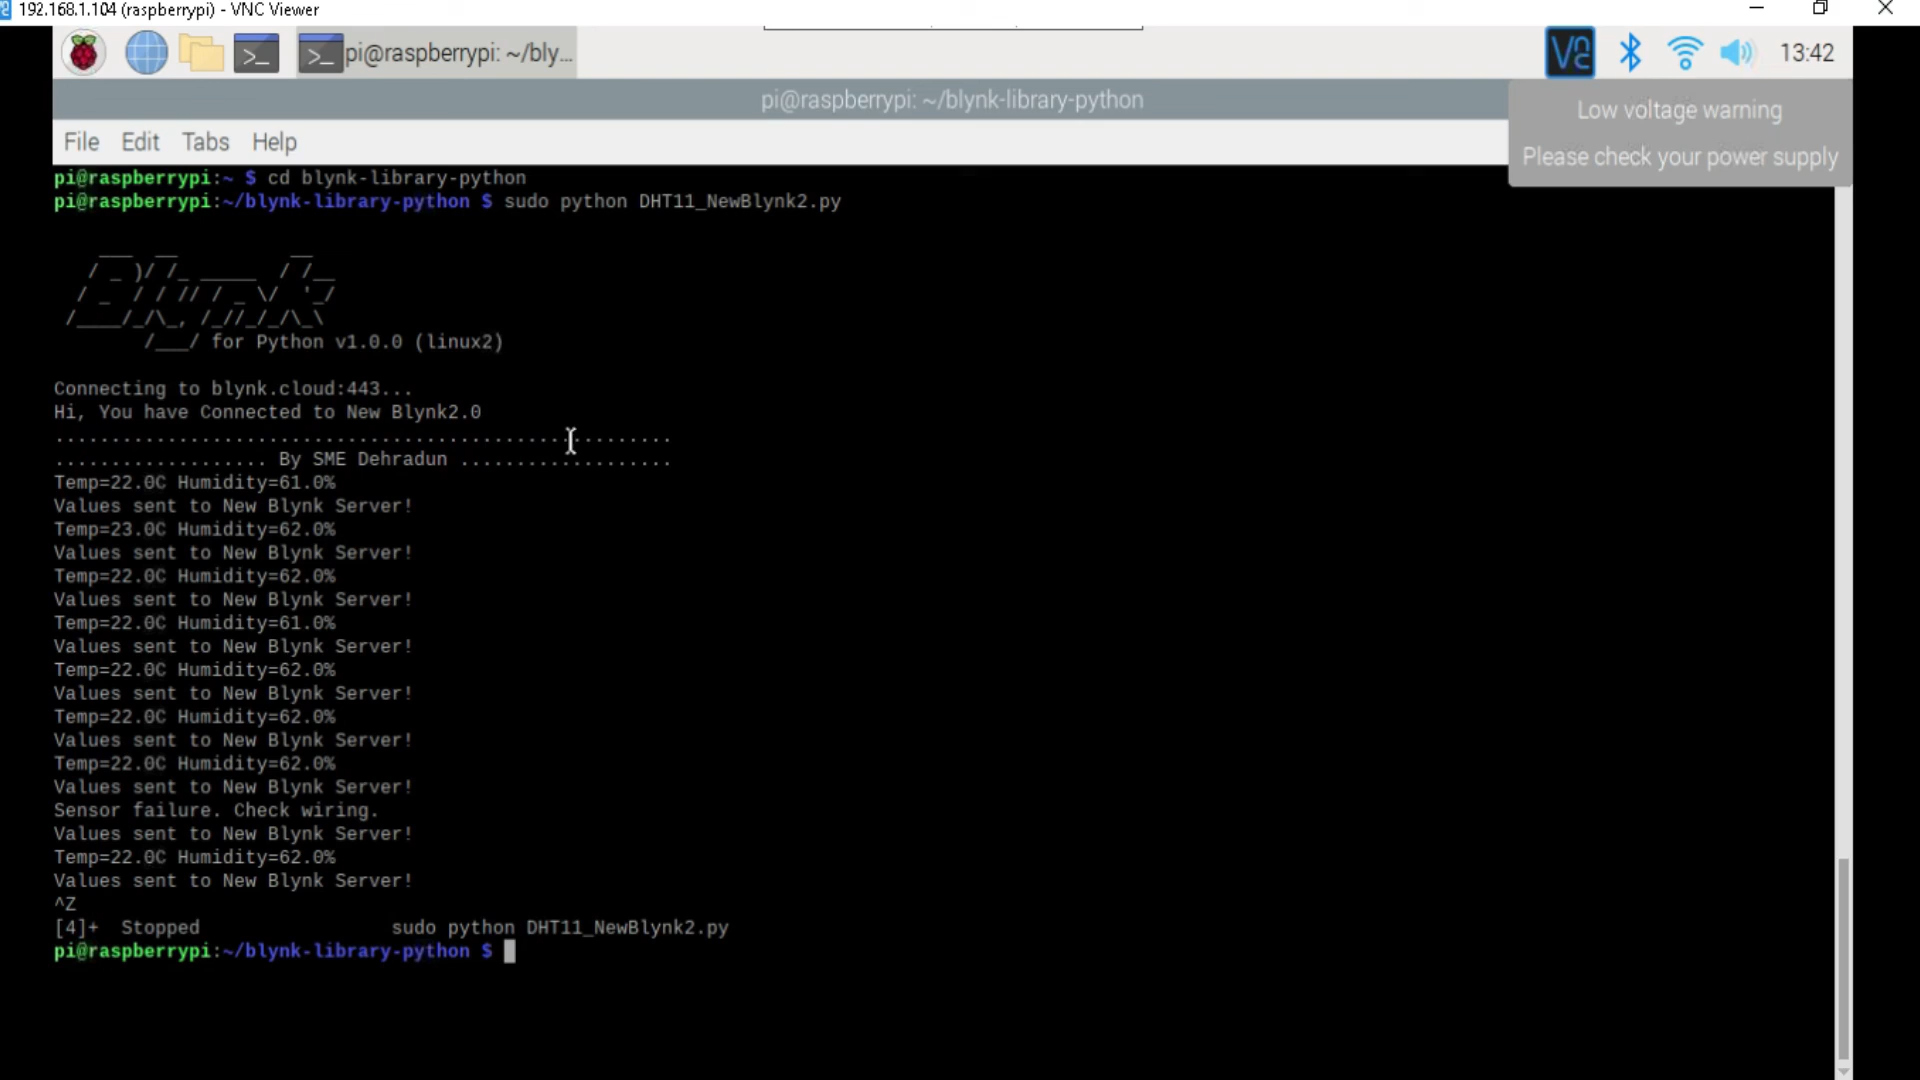 192.168.1.104 (raspberrypi) - VNC Viewer
pi@raspberrypi: ~/bly...
13:42
pi@raspberrypi: ~/blynk-library-python
Low voltage warning
Please check your power supply
File Edit Tabs Help
pi@raspberrypi:~ $ cd blynk-library-python
pi@raspberrypi:~/blynk-library-python $ sudo python DHT11_NewBlynk2.py
Blynk
for Python v1.0.0 (linux2)
Connecting to blynk.cloud:443...
Hi, You have Connected to New Blynk2.0
.......................................................
................... By SME Dehradun ...................
Temp=22.0C Humidity=61.0%
Values sent to New Blynk Server!
Temp=23.0C Humidity=62.0%
Values sent to New Blynk Server!
Temp=22.0C Humidity=62.0%
Values sent to New Blynk Server!
Temp=22.0C Humidity=61.0%
Values sent to New Blynk Server!
Temp=22.0C Humidity=62.0%
Values sent to New Blynk Server!
Temp=22.0C Humidity=62.0%
Values sent to New Blynk Server!
Temp=22.0C Humidity=62.0%
Values sent to New Blynk Server!
Sensor failure. Check wiring.
Values sent to New Blynk Server!
Temp=22.0C Humidity=62.0%
Values sent to New Blynk Server!
^Z
[4]+  Stopped                 sudo python DHT11_NewBlynk2.py
pi@raspberrypi:~/blynk-library-python $